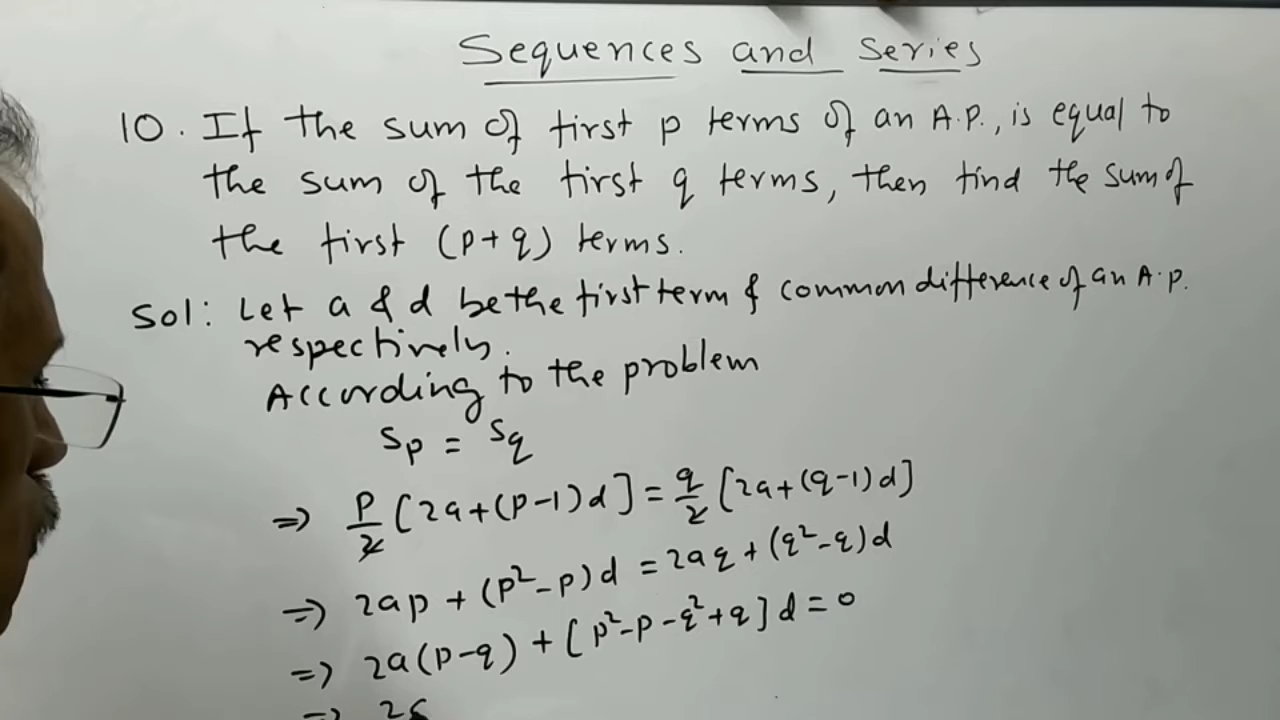 Sequences and Series
10. If the sum of first p terms of an A.P., is equal to
the sum of the first q terms, then find the sum of
the first (p+q) terms.
Sol: Let a & d be the first term & common difference of an A.P.
respectively.
According to the problem
Sp = Sq
⇒ p/2 [2a+(p-1)d] = q/2 [2a+(q-1)d]
⇒ 2ap + (p²-p)d = 2aq + (q²-q)d
⇒ 2a(p-q) + [p²-p-q²+q]d = 0